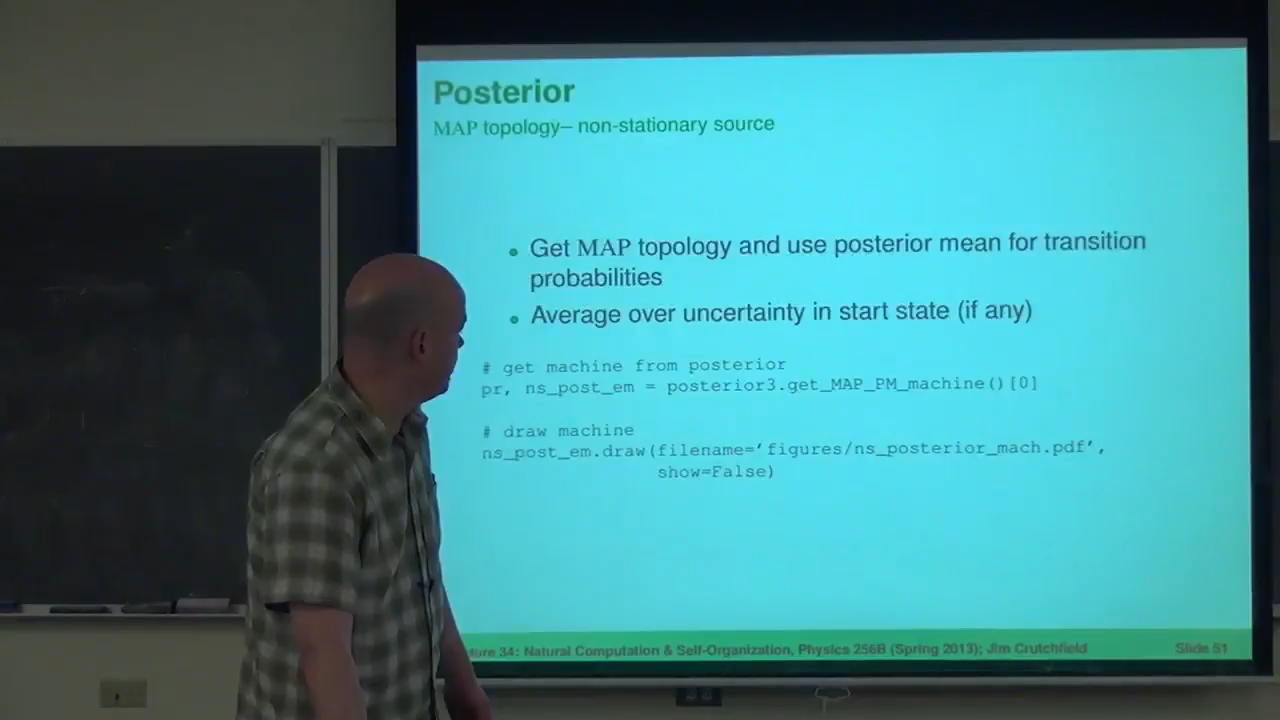 Posterior
MAP topology– non-stationary source
• Get MAP topology and use posterior mean for transition
probabilities
• Average over uncertainty in start state (if any)
# get machine from posterior
pr, ns_post_em = posterior3.get_MAP_PM_machine()[0]
# draw machine
ns_post_em.draw(filename=’figures/ns_posterior_mach.pdf’,
show=False)
34: Natural Computation & Self-Organization, Physics 256B (Spring 2013); Jim Crutchfield
Slide 51